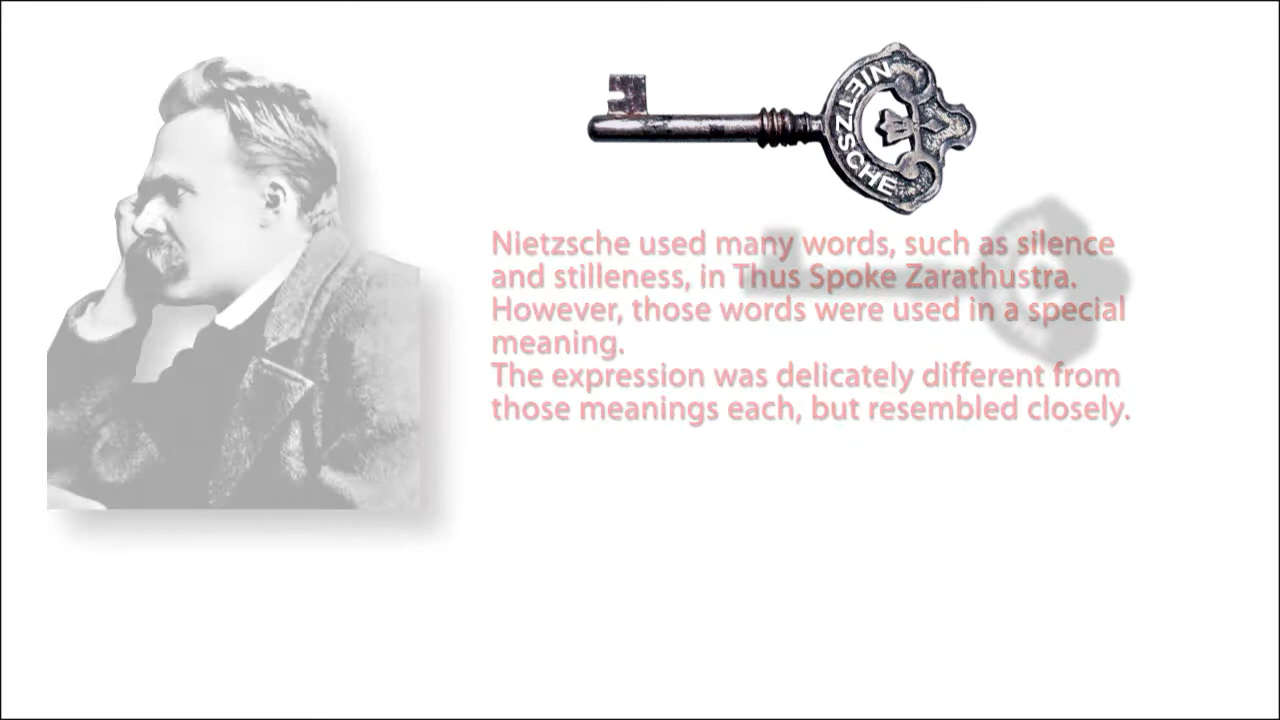 NIETZSCHE
Nietzsche used many words, such as silence
and stilleness, in Thus Spoke Zarathustra.
However, those words were used in a special
meaning.
The expression was delicately different from
those meanings each, but resembled closely.